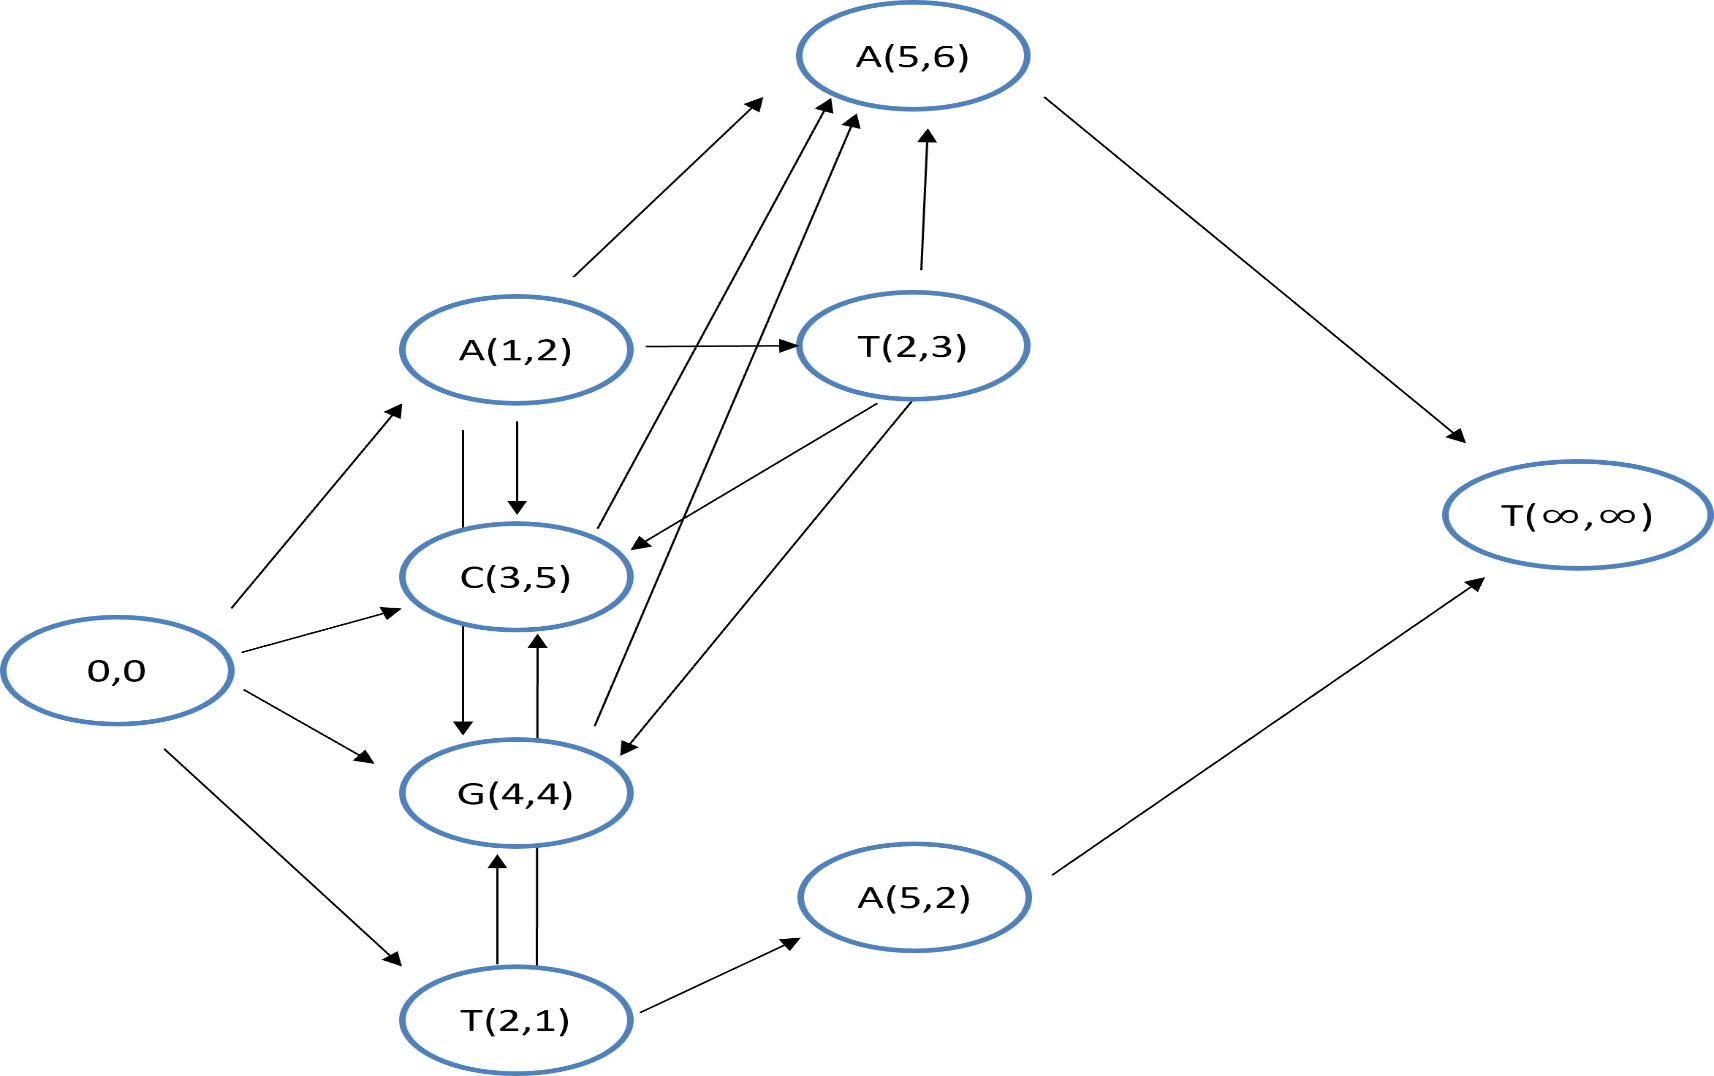 A(5,6)
A(1,2)
T(2,3)
T(∞,∞)
C(3,5)
0,0
G(4,4)
A(5,2)
T(2,1)